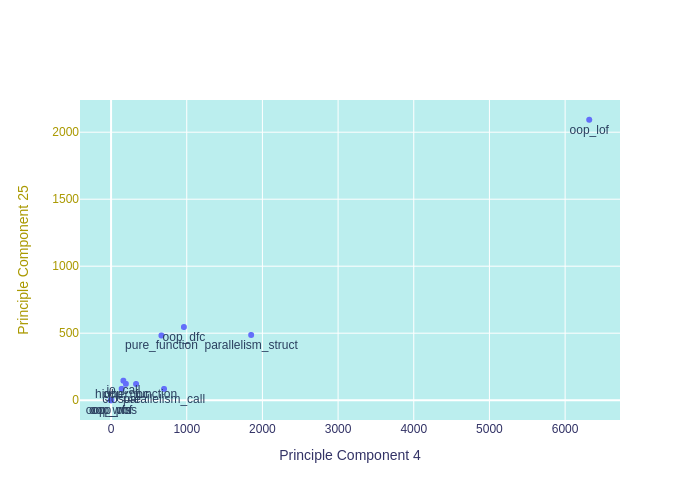 2000
1500
1000
500
0
Principle Component 25
oop_lof
oop_dfc
pure_function
parallelism_struct
io_call
parallelism_call
0
1000
2000
3000
4000
5000
6000
Principle Component 4